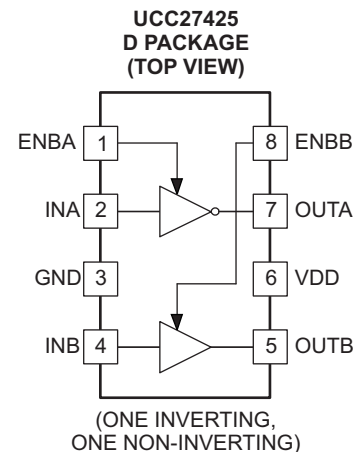 UCC27425
D PACKAGE
(TOP VIEW)
ENBA 1 8 ENBB
INA 2 7 OUTA
GND 3 6 VDD
INB 4 5 OUTB
(ONE INVERTING,
ONE NON-INVERTING)